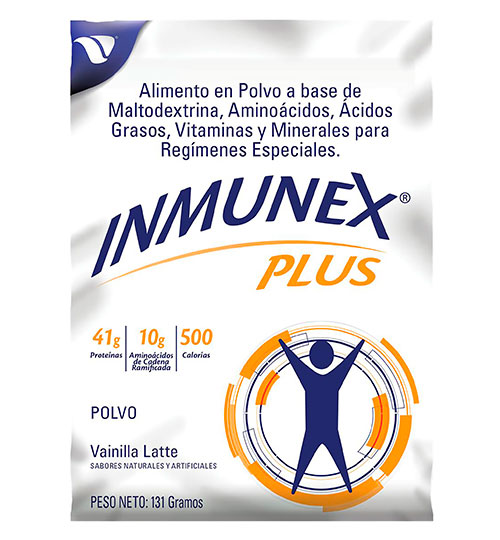 Alimento en Polvo a base de
Maltodextrina, Aminoácidos, Ácidos
Grasos, Vitaminas y Minerales para
Regímenes Especiales.
INMUNEX®
PLUS
41g 10g 500
Proteínas Aminoácidos Calorías
de Cadena
Ramificada
POLVO
Vainilla Latte
SABORES NATURALES Y ARTIFICIALES
PESO NETO: 131 Gramos